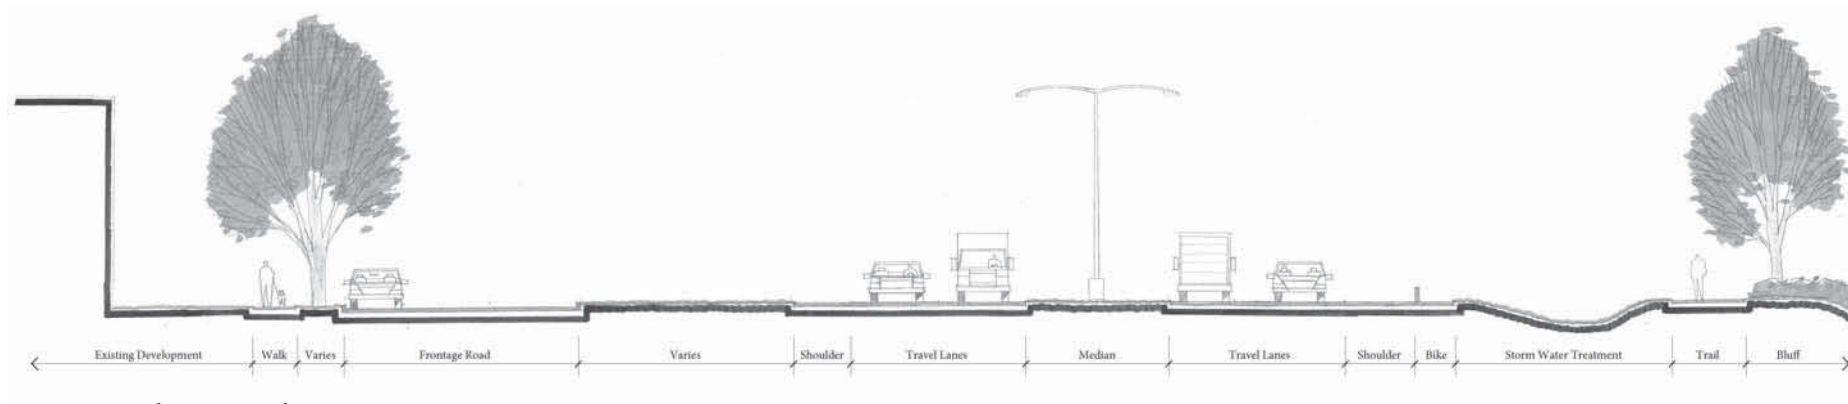 Existing Development Walk Varies Frontage Road Varies Shoulder Travel Lanes Median Travel Lanes Shoulder Bike Storm Water Treatment Trail Bluff